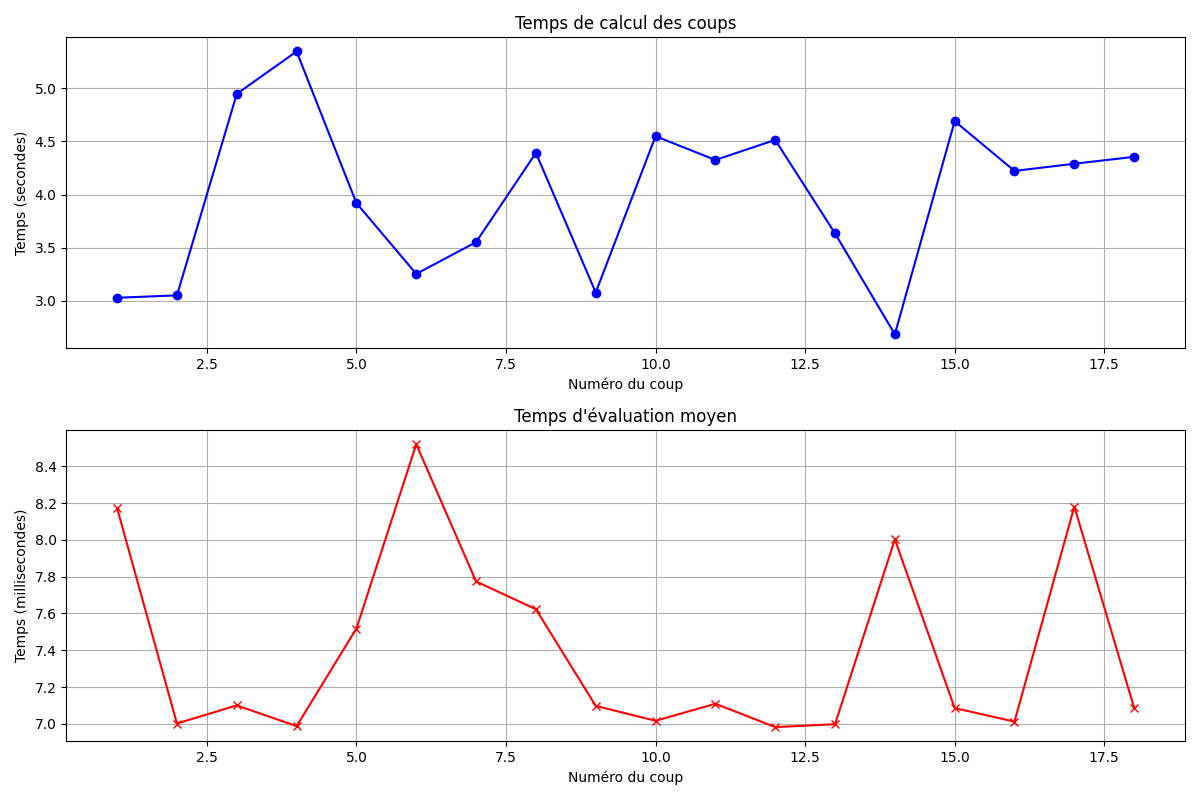 Temps de calcul des coups
Temps (secondes)
5.0
4.5
4.0
3.5
3.0
2.5 5.0 7.5 10.0 12.5 15.0 17.5
Numéro du coup
Temps d'évaluation moyen
Temps (millisecondes)
8.4
8.2
8.0
7.8
7.6
7.4
7.2
7.0
2.5 5.0 7.5 10.0 12.5 15.0 17.5
Numéro du coup